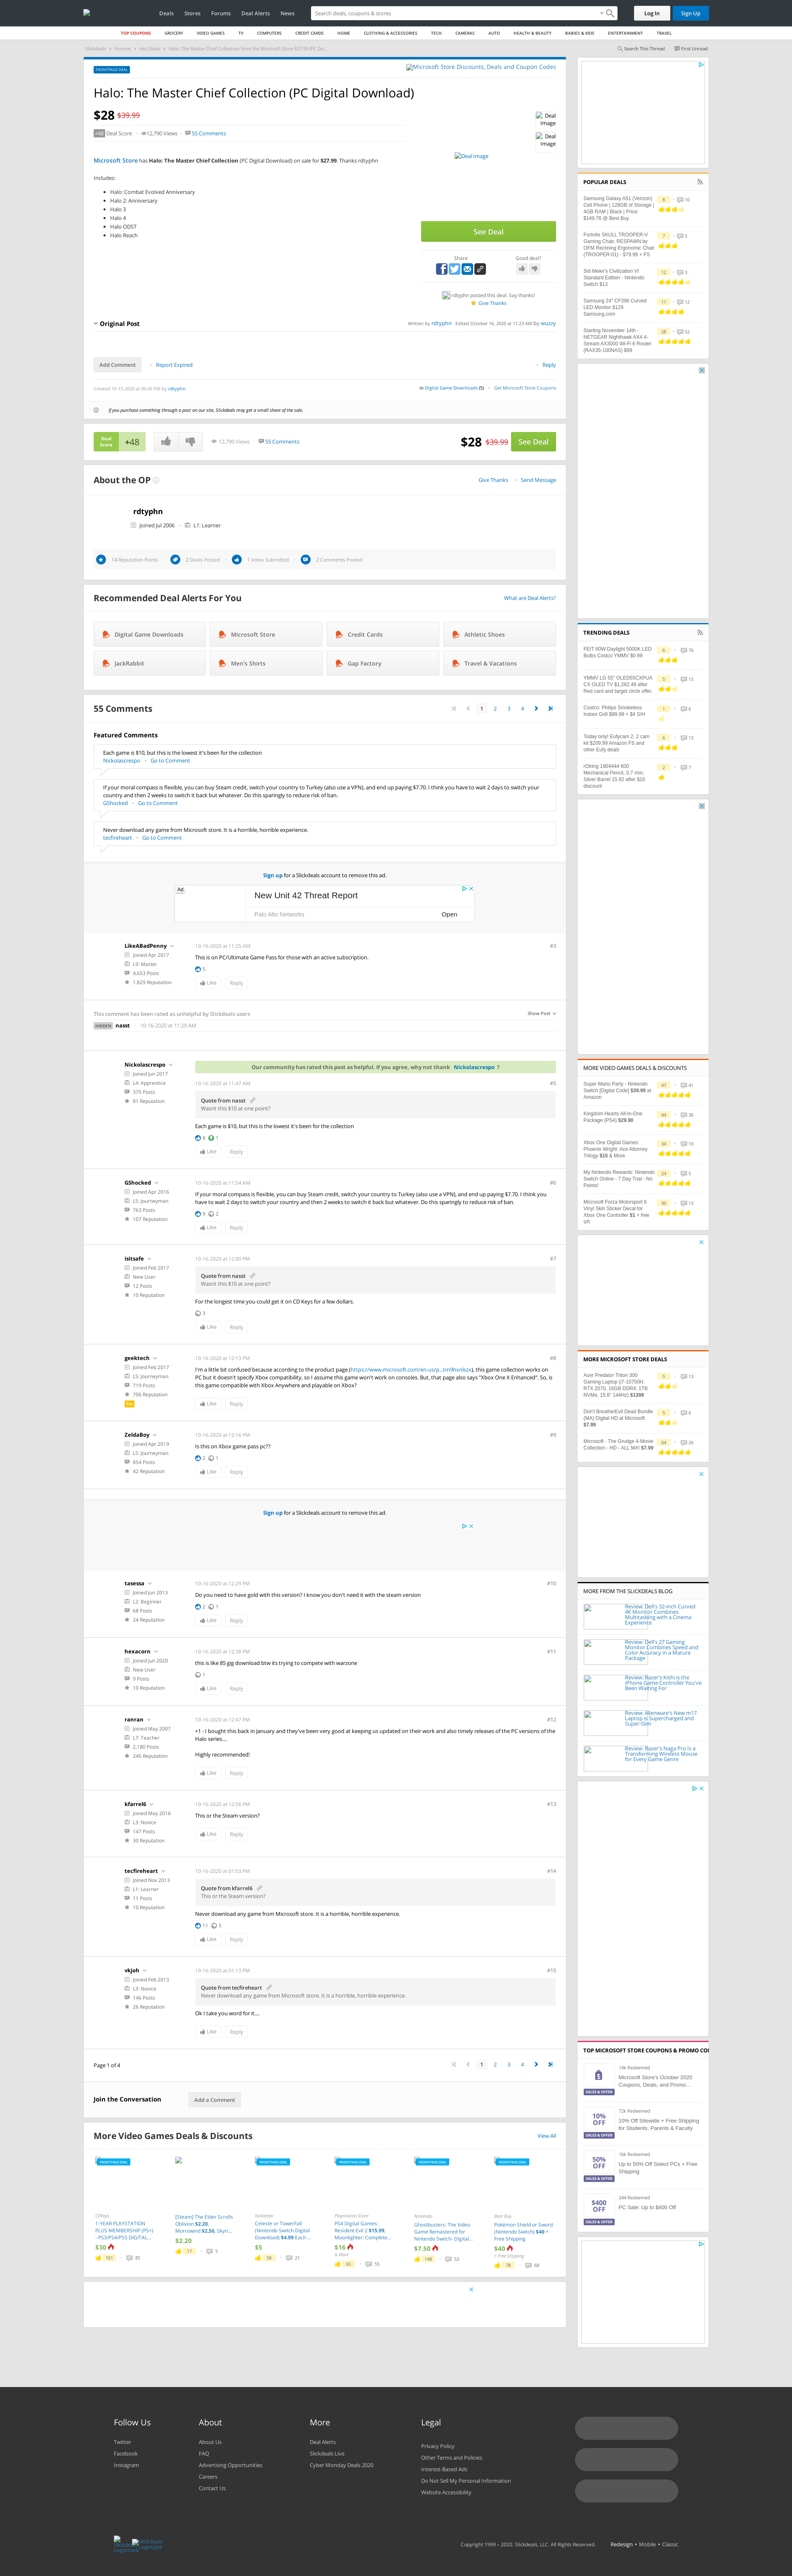 Deals Stores Forums Deal Alerts News
Search deals, coupons & stores
Log In
Sign Up
TOP COUPONS GROCERY VIDEO GAMES TV COMPUTERS CREDIT CARDS HOME CLOTHING & ACCESSORIES TECH CAMERAS AUTO HEALTH & BEAUTY BABIES & KIDS ENTERTAINMENT TRAVEL
Slickdeals > Forums > Hot Deals > Halo: The Master Chief Collection from the Microsoft Store $27.99 (PC Do...
Search This Thread
First Unread
FRONTPAGE DEAL
Microsoft Store Discounts, Deals and Coupon Codes
Halo: The Master Chief Collection (PC Digital Download)
$28 $39.99
+48 Deal Score 12,790 Views 55 Comments
Deal Image
Deal Image
Deal Image
Microsoft Store has Halo: The Master Chief Collection (PC Digital Download) on sale for $27.99. Thanks rdtyphn
Includes:
Halo: Combat Evolved Anniversary
Halo 2: Anniversary
Halo 3
Halo 4
Halo ODST
Halo Reach
See Deal
Share
Good deal?
rdtyphn posted this deal. Say thanks!
Give Thanks
Original Post
Written by rdtyphn Edited October 16, 2020 at 11:23 AM by wuzzy
Add Comment
Report Expired
Reply
Created 10-15-2020 at 06:45 PM by rdtyphn
in Digital Game Downloads (5)
Get Microsoft Store Coupons
If you purchase something through a post on our site, Slickdeals may get a small share of the sale.
Deal Score +48
12,790 Views
55 Comments
$28 $39.99
See Deal
About the OP
Give Thanks
Send Message
rdtyphn
Joined Jul 2006
L1: Learner
14 Reputation Points
2 Deals Posted
1 Votes Submitted
2 Comments Posted
Recommended Deal Alerts For You
What are Deal Alerts?
Digital Game Downloads
Microsoft Store
Credit Cards
Athletic Shoes
JackRabbit
Men's Shirts
Gap Factory
Travel & Vacations
55 Comments
1 2 3 4
Featured Comments
Each game is $10, but this is the lowest it's been for the collection
Nickolascrespo Go to Comment
If your moral compass is flexible, you can buy Steam credit, switch your country to Turkey (also use a VPN), and end up paying $7.70. I think you have to wait 2 days to switch your country and then 2 weeks to switch it back but whatever. Do this sparingly to reduce risk of ban.
GShocked Go to Comment
Never download any game from Microsoft store. It is a horrible, horrible experience.
tecfireheart Go to Comment
Sign up for a Slickdeals account to remove this ad.
Ad
New Unit 42 Threat Report
Palo Alto Networks
Open
LikeABadPenny
Joined Apr 2017
L9: Master
4,653 Posts
1,829 Reputation
10-16-2020 at 11:25 AM
#3
This is on PC/Ultimate Game Pass for those with an active subscription.
5
Like Reply
This comment has been rated as unhelpful by Slickdeals users
Show Post
HIDDEN nasst 10-16-2020 at 11:29 AM
Nickolascrespo
Joined Jun 2017
L4: Apprentice
375 Posts
81 Reputation
Our community has rated this post as helpful. If you agree, why not thank Nickolascrespo ?
10-16-2020 at 11:47 AM
#5
Quote from nasst
Wasnt this $10 at one point?
Each game is $10, but this is the lowest it's been for the collection
9 1
Like Reply
GShocked
Joined Apr 2016
L5: Journeyman
763 Posts
107 Reputation
10-16-2020 at 11:54 AM
#6
If your moral compass is flexible, you can buy Steam credit, switch your country to Turkey (also use a VPN), and end up paying $7.70. I think you have to wait 2 days to switch your country and then 2 weeks to switch it back but whatever. Do this sparingly to reduce risk of ban.
9 2
Like Reply
isitsafe
Joined Feb 2017
New User
12 Posts
10 Reputation
10-16-2020 at 12:00 PM
#7
Quote from nasst
Wasnt this $10 at one point?
For the longest time you could get it on CD Keys for a few dollars.
3
Like Reply
geektech
Joined Feb 2017
L5: Journeyman
719 Posts
706 Reputation
Pro
10-16-2020 at 12:13 PM
#8
I'm a little bit confused because according to the product page (https://www.microsoft.com/en-us/p...tm9hxnlszx), this game collection works on PC but it doesn't specify Xbox compatibility, so I assume this game won't work on consoles. But, that page also says "Xbox One X Enhanced". So, is this game compatible with Xbox Anywhere and playable on Xbox?
Like Reply
ZeldaBoy
Joined Apr 2019
L5: Journeyman
854 Posts
42 Reputation
10-16-2020 at 12:16 PM
#9
Is this on Xbox game pass pc??
2 1
Like Reply
Sign up for a Slickdeals account to remove this ad.
tasessa
Joined Jun 2013
L2: Beginner
68 Posts
24 Reputation
10-16-2020 at 12:29 PM
#10
Do you need to have gold with this version? I know you don't need it with the steam version
2 1
Like Reply
hexacorn
Joined Jun 2020
New User
9 Posts
10 Reputation
10-16-2020 at 12:38 PM
#11
this is like 85 gig download btw its trying to compete with warzone
1
Like Reply
ranran
Joined May 2007
L7: Teacher
2,180 Posts
246 Reputation
10-16-2020 at 12:47 PM
#12
+1 - I bought this back in January and they've been very good at keeping us updated on their work and also timely releases of the PC versions of the Halo series....
Highly recommended!
Like Reply
kfarrel6
Joined May 2016
L3: Novice
147 Posts
30 Reputation
10-16-2020 at 12:56 PM
#13
This or the Steam version?
Like Reply
tecfireheart
Joined Nov 2013
L1: Learner
11 Posts
10 Reputation
10-16-2020 at 01:03 PM
#14
Quote from kfarrel6
This or the Steam version?
Never download any game from Microsoft store. It is a horrible, horrible experience.
11 5
Like Reply
vkjoh
Joined Feb 2013
L3: Novice
146 Posts
26 Reputation
10-16-2020 at 01:13 PM
#15
Quote from tecfireheart
Never download any game from Microsoft store. It is a horrible, horrible experience.
Ok I take you word for it....
Like Reply
Page 1 of 4
1 2 3 4
Join the Conversation
Add a Comment
More Video Games Deals & Discounts
View All
CDKeys
1-YEAR PLAYSTATION PLUS MEMBERSHIP (PS+) - PS3/PS4/PSS DIGITAL...
$30
161 85
[Steam] The Elder Scrolls Oblivion $2.20, Morrowind $2.50, Skyri...
$2.20
17 5
FRONTPAGE DEAL
Nintendo
Celeste or TowerFall (Nintendo Switch Digital Download) $4.99 Each ...
$5
58 21
FRONTPAGE DEAL
Playstation Store
PS4 Digital Games: Resident Evil 2 $15.99, Moonlighter: Complete...
$16
& More
65 55
FRONTPAGE DEAL
Nintendo
Ghostbusters: The Video Game Remastered for Nintendo Switch- Digital...
$7.50
146 53
FRONTPAGE DEAL
Best Buy
Pokemon Shield or Sword (Nintendo Switch) $40 + Free Shipping
$40
+ Free Shipping
76 68
POPULAR DEALS
Samsung Galaxy A51 (Verizon) Cell Phone | 128GB of Storage | 4GB RAM | Black | Price: $149.76 @ Best Buy
8 10
Fortnite SKULL TROOPER-V Gaming Chair, RESPAWN by OFM Reclining Ergonomic Chair (TROOPER-01) - $79.99 + FS
7 5
Sid Meier's Civilization VI Standard Edition - Nintendo Switch $13
12 3
Samsung 24" CF396 Curved LED Monitor $129 Samsung.com
11 12
Starting November 14th - NETGEAR Nighthawk AX4 4-Stream AX3000 Wi-Fi 6 Router (RAX35-100NAS) $99
28 52
TRENDING DEALS
FEIT 60W Daylight 5000K LED Bulbs Costco YMMV $0.99
6 76
YMMV LG 55" OLED55CXPUA CX OLED TV $1,282.49 after Red card and target circle offer.
5 15
Costco: Philips Smokeless Indoor Grill $99.99 + $4 S/H
1 6
Today only! Eufycam 2, 2 cam kit $209.99 Amazon FS and other Eufy deals
6 13
rOtring 1904444 600 Mechanical Pencil, 0.7 mm, Silver Barrel 15.92 after $10 discount
2 7
MORE VIDEO GAMES DEALS & DISCOUNTS
Super Mario Party - Nintendo Switch [Digital Code] $39.99 at Amazon
47 41
Kingdom Hearts All-In-One Package (PS4) $29.98
44 36
Xbox One Digital Games: Phoenix Wright: Ace Attorney Trilogy $15 & More
34 10
My Nintendo Rewards: Nintendo Switch Online - 7 Day Trial - No Points!
24 5
Microsoft Forza Motorsport 6 Vinyl Skin Sticker Decal for Xbox One Controller $1 + free s/h
30 13
MORE MICROSOFT STORE DEALS
Acer Predator Triton 300 Gaming Laptop (i7-10750H, RTX 2070, 16GB DDR4, 1TB NVMe, 15.6" 144Hz) $1399
5 13
Don't Breathe/Evil Dead Bundle (MA) Digital HD at Microsoft $7.99
5 6
Microsoft - The Grudge 4-Movie Collection - HD - ALL MA! $7.99
64 26
MORE FROM THE SLICKDEALS BLOG
Review: Dell's 32-inch Curved 4K Monitor Combines Multitasking with a Cinema Experience
Review: Dell's 27 Gaming Monitor Combines Speed and Color Accuracy in a Mature Package
Review: Razer's Kishi is the iPhone Game Controller You've Been Waiting For
Review: Alienware's New m17 Laptop is Supercharged and Super-Slim
Review: Razer's Naga Pro Is a Transformising Wireless Mouse for Every Game Genre
TOP MICROSOFT STORE COUPONS & PROMO CO
SALES & OFFER
14k Redeemed
Microsoft Store's October 2020 Coupons, Deals, and Promo...
10% OFF
SALES & OFFER
72k Redeemed
10% Off Sitewide + Free Shipping for Students, Parents & Faculty
50% OFF
SALES & OFFER
16k Redeemed
Up to 50% Off Select PCs + Free Shipping
$400 OFF
SALES & OFFER
244 Redeemed
PC Sale: Up to $400 Off
Follow Us
Twitter
Facebook
Instagram
About
About Us
FAQ
Advertising Opportunities
Careers
Contact Us
More
Deal Alerts
Slickdeals Live
Cyber Monday Deals 2020
Legal
Privacy Policy
Other Terms and Policies
Interest-Based Ads
Do Not Sell My Personal Information
Website Accessibility
Copyright 1999 - 2020. Slickdeals, LLC. All Rights Reserved.
Redesign • Mobile • Classic